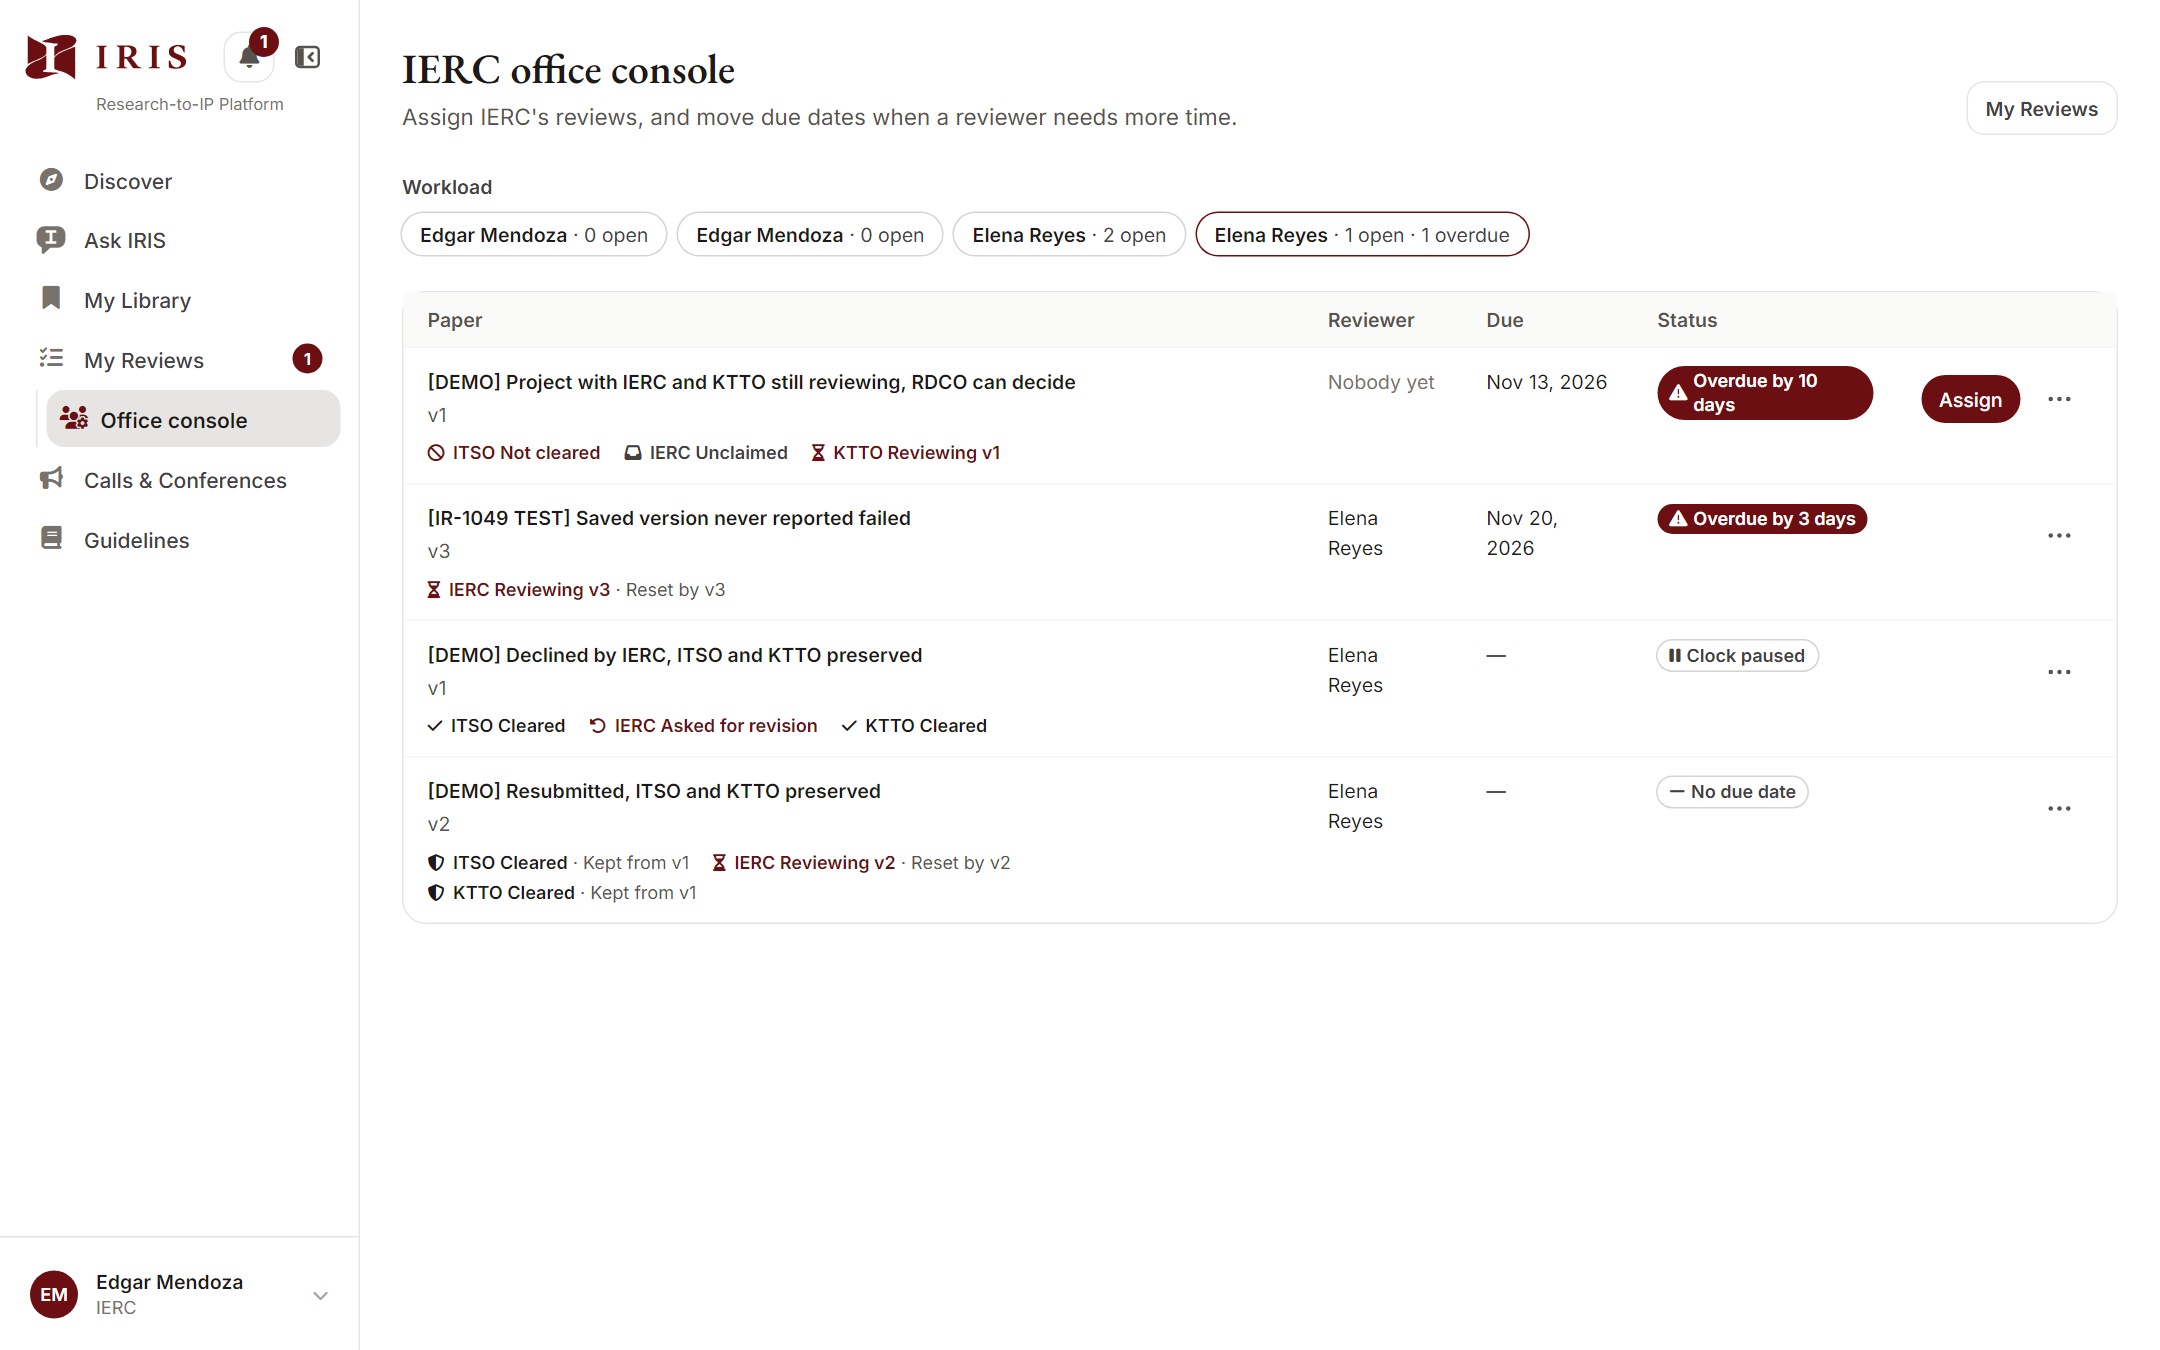 IRIS
1
Research-to-IP Platform
Discover
Ask IRIS
My Library
My Reviews
1
Office console
Calls & Conferences
Guidelines
EM
Edgar Mendoza
IERC
IERC office console
Assign IERC's reviews, and move due dates when a reviewer needs more time.
My Reviews
Workload
Edgar Mendoza · 0 open
Edgar Mendoza · 0 open
Elena Reyes · 2 open
Elena Reyes · 1 open · 1 overdue
Paper
Reviewer
Due
Status
[DEMO] Project with IERC and KTTO still reviewing, RDCO can decide
v1
ITSO Not cleared
IERC Unclaimed
KTTO Reviewing v1
Nobody yet
Nov 13, 2026
Overdue by 10
days
Assign
[IR-1049 TEST] Saved version never reported failed
v3
IERC Reviewing v3 · Reset by v3
Elena
Reyes
Nov 20,
2026
Overdue by 3 days
[DEMO] Declined by IERC, ITSO and KTTO preserved
v1
ITSO Cleared
IERC Asked for revision
KTTO Cleared
Elena
Reyes
—
Clock paused
[DEMO] Resubmitted, ITSO and KTTO preserved
v2
ITSO Cleared · Kept from v1
IERC Reviewing v2 · Reset by v2
KTTO Cleared · Kept from v1
Elena
Reyes
—
No due date